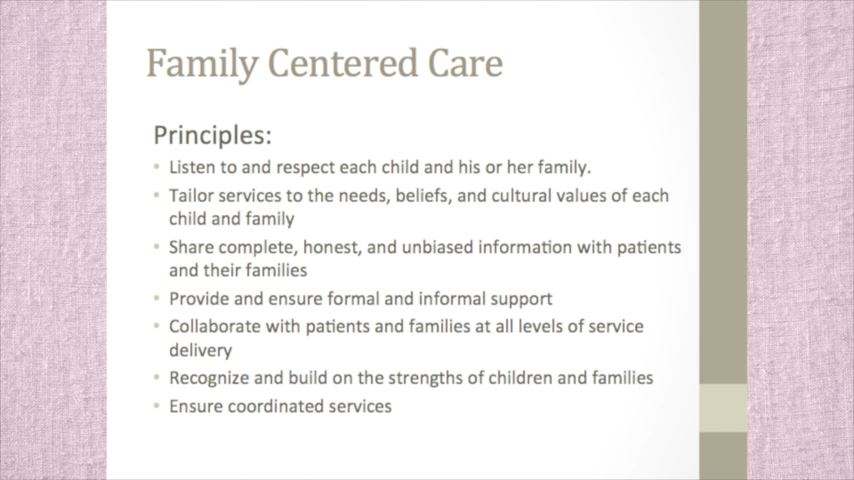 Family Centered Care
Principles:
• Listen to and respect each child and his or her family.
• Tailor services to the needs, beliefs, and cultural values of each
child and family
• Share complete, honest, and unbiased information with patients
and their families
• Provide and ensure formal and informal support
• Collaborate with patients and families at all levels of service
delivery
• Recognize and build on the strengths of children and families
• Ensure coordinated services